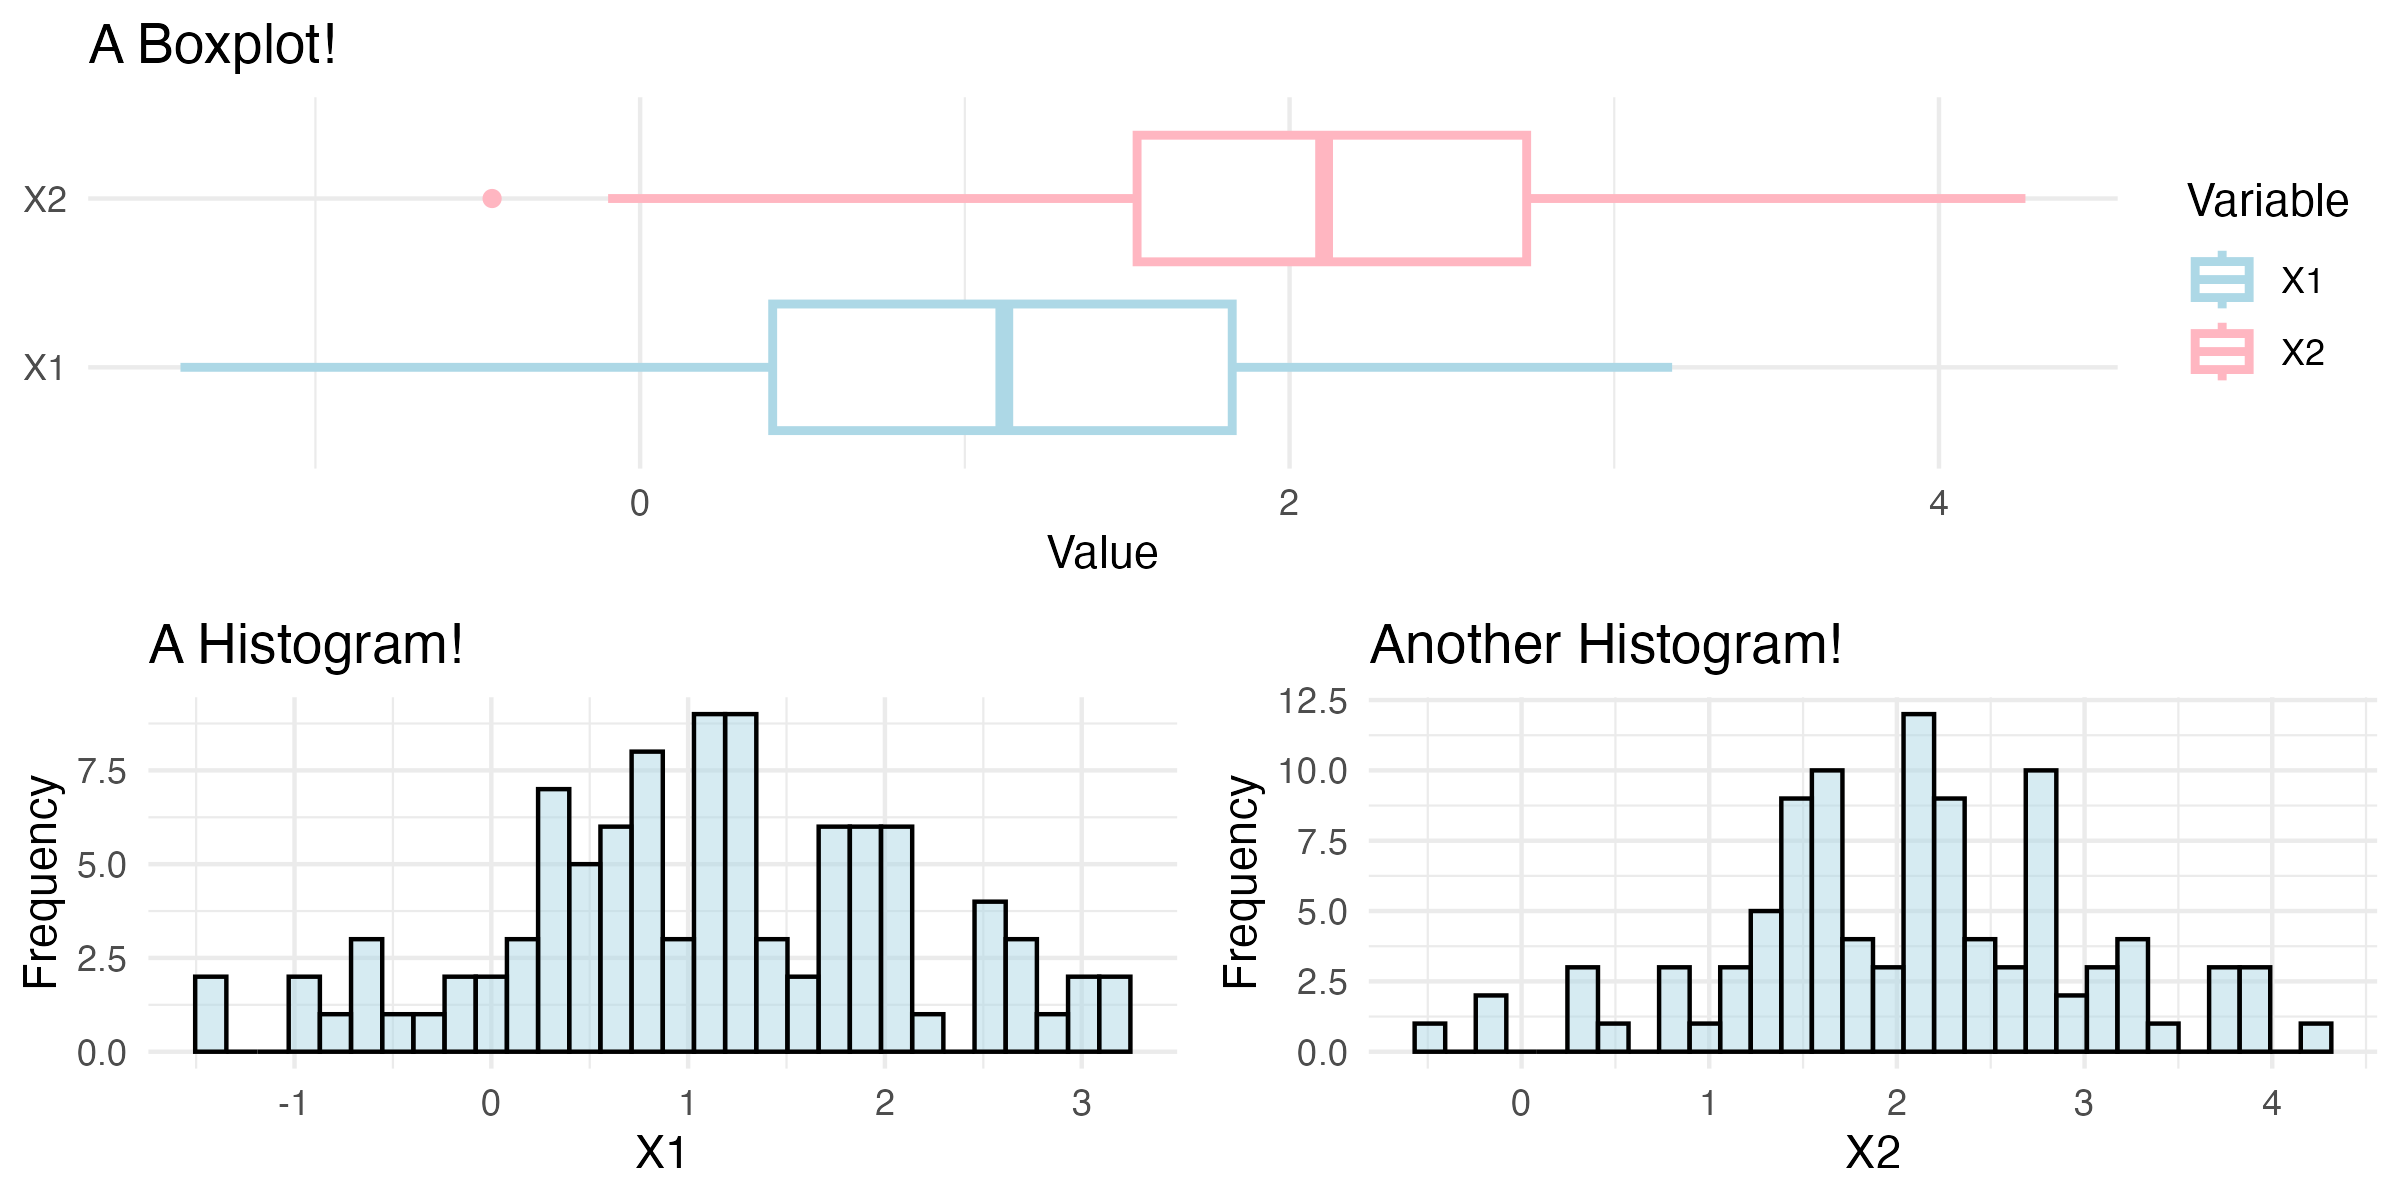 A Boxplot!
X2
X1
0 2 4
Value
Variable
X1
X2
A Histogram!
Frequency
7.5
5.0
2.5
0.0
-1 0 1 2 3
X1
Another Histogram!
Frequency
12.5
10.0
7.5
5.0
2.5
0.0
0 1 2 3 4
X2